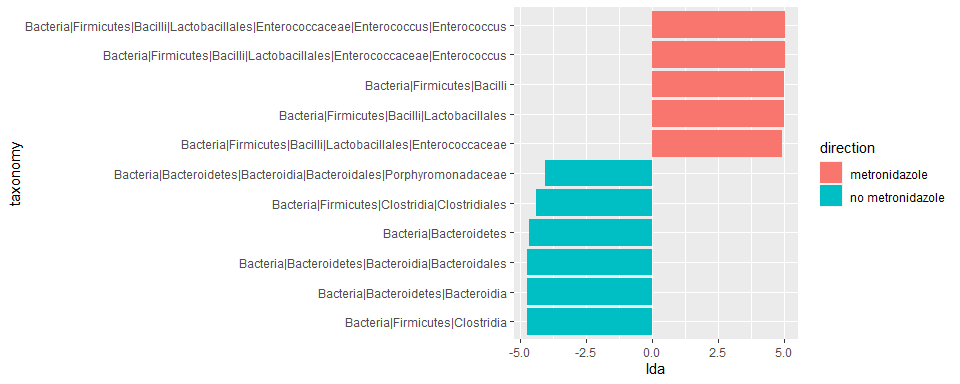 Bacteria|Firmicutes|Bacilli|Lactobacillales|Enterococcaceae|Enterococcus|Enterococcus
Bacteria|Firmicutes|Bacilli|Lactobacillales|Enterococcaceae|Enterococcus
Bacteria|Firmicutes|Bacilli
Bacteria|Firmicutes|Bacilli|Lactobacillales
Bacteria|Firmicutes|Bacilli|Lactobacillales|Enterococcaceae
Bacteria|Bacteroidetes|Bacteroidia|Bacteroidales|Porphyromonadaceae
Bacteria|Firmicutes|Clostridia|Clostridiales
Bacteria|Bacteroidetes
Bacteria|Bacteroidetes|Bacteroidia|Bacteroidales
Bacteria|Bacteroidetes|Bacteroidia
Bacteria|Firmicutes|Clostridia
taxonomy
-5.0 -2.5 0.0 2.5 5.0
lda
direction
metronidazole
no metronidazole